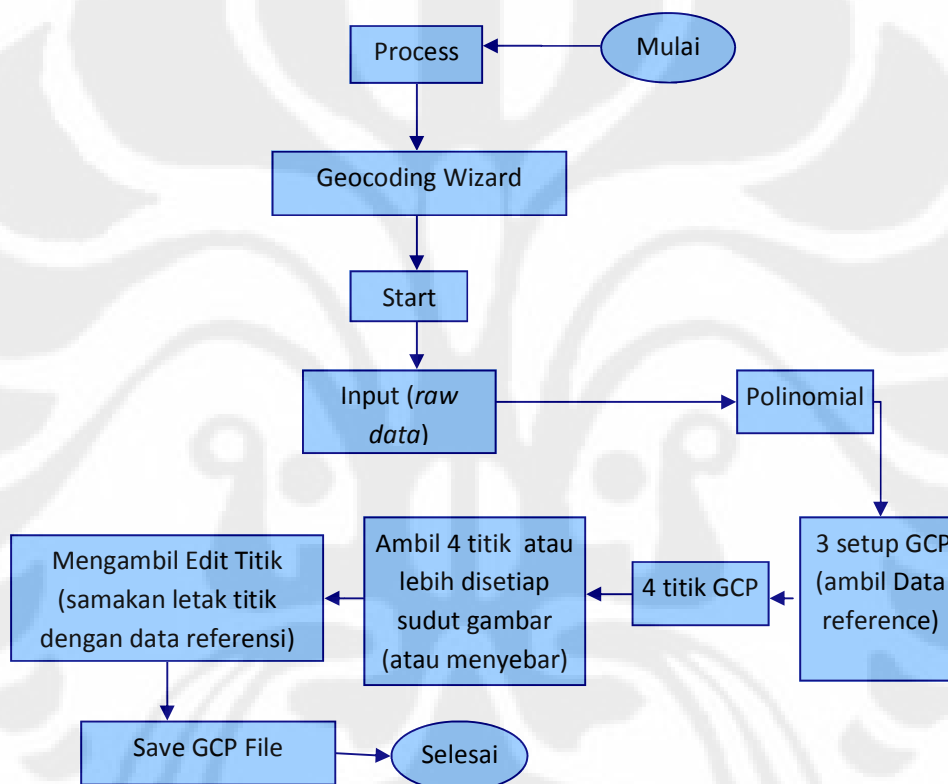 Mulai
Process
Geocoding Wizard
Start
Input (raw
data)
Polinomial
3 setup GCP
(ambil Data
reference)
4 titik GCP
Ambil 4 titik atau
lebih disetiap
sudut gambar
(atau menyebar)
Mengambil Edit Titik
(samakan letak titik
dengan data referensi)
Save GCP File
Selesai